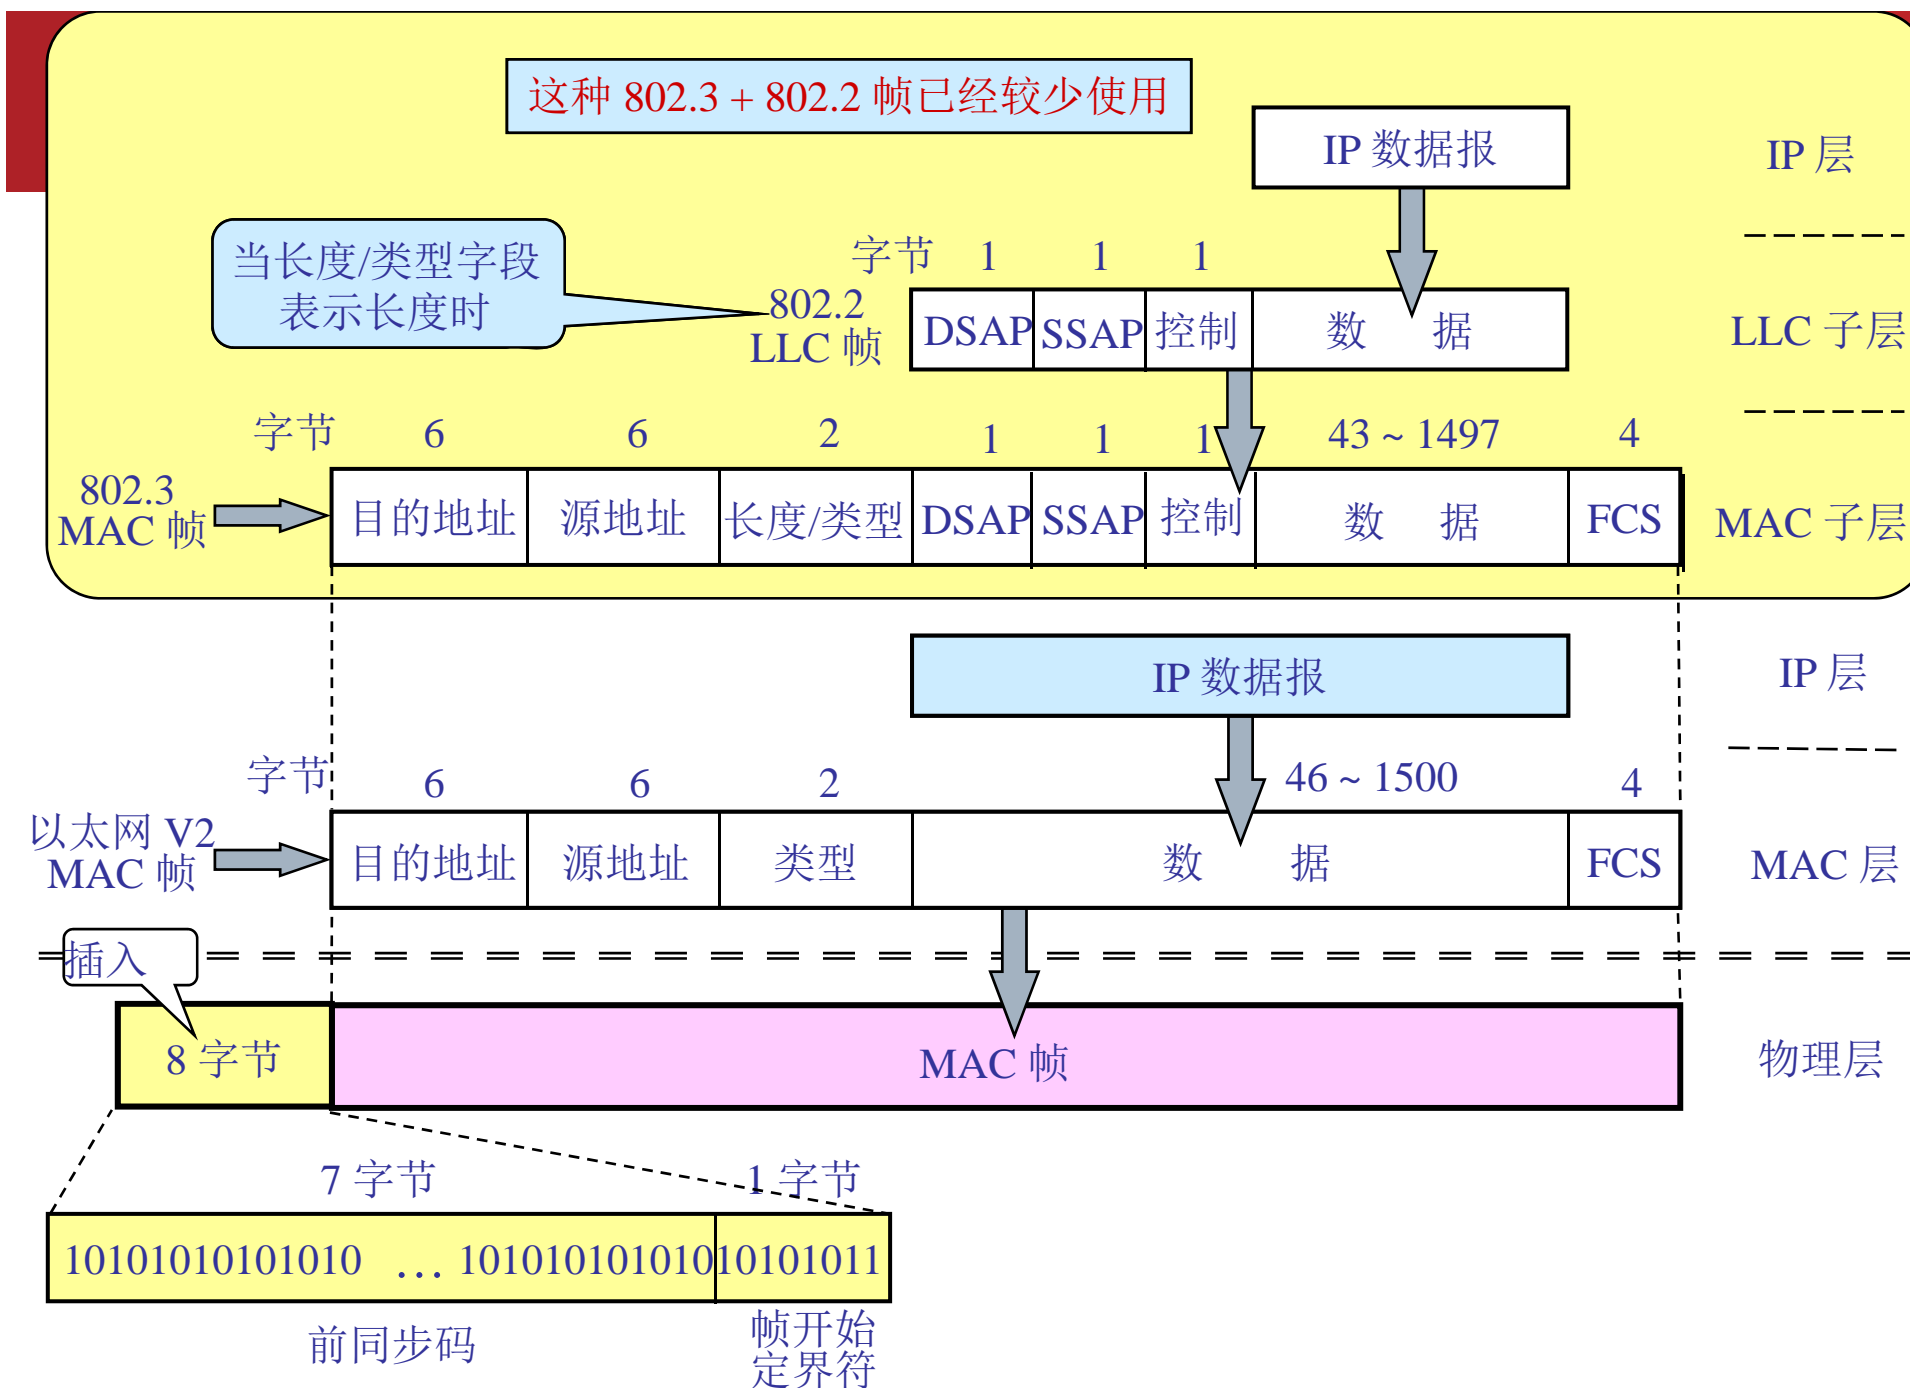 这种 802.3 + 802.2 帧已经较少使用
IP 数据报
IP 层
当长度/类型字段
表示长度时
字节 1 1 1
802.2
LLC 帧
DSAP SSAP 控制 数 据
LLC 子层
字节 6 6 2 1 1 1 43 ~ 1497 4
802.3
MAC 帧
目的地址 源地址 长度/类型 DSAP SSAP 控制 数 据 FCS
MAC 子层
IP 数据报
IP 层
字节 6 6 2 46 ~ 1500 4
以太网 V2
MAC 帧
目的地址 源地址 类型 数 据 FCS
MAC 层
插入
8 字节
MAC 帧
物理层
7 字节 1 字节
10101010101010 … 101010101010 10101011
前同步码
帧开始
定界符